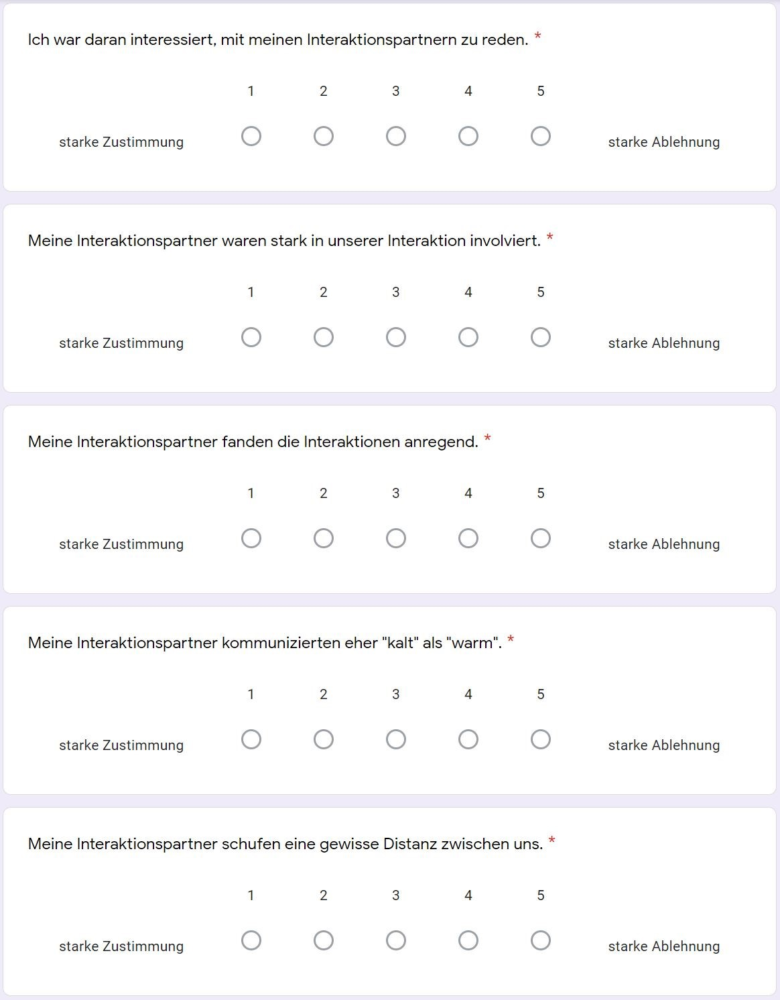 Ich war daran interessiert, mit meinen Interaktionspartnern zu reden. *
1 2 3 4 5
starke Zustimmung starke Ablehnung
Meine Interaktionspartner waren stark in unserer Interaktion involviert. *
1 2 3 4 5
starke Zustimmung starke Ablehnung
Meine Interaktionspartner fanden die Interaktionen anregend. *
1 2 3 4 5
starke Zustimmung starke Ablehnung
Meine Interaktionspartner kommunizierten eher "kalt" als "warm". *
1 2 3 4 5
starke Zustimmung starke Ablehnung
Meine Interaktionspartner schufen eine gewisse Distanz zwischen uns. *
1 2 3 4 5
starke Zustimmung starke Ablehnung